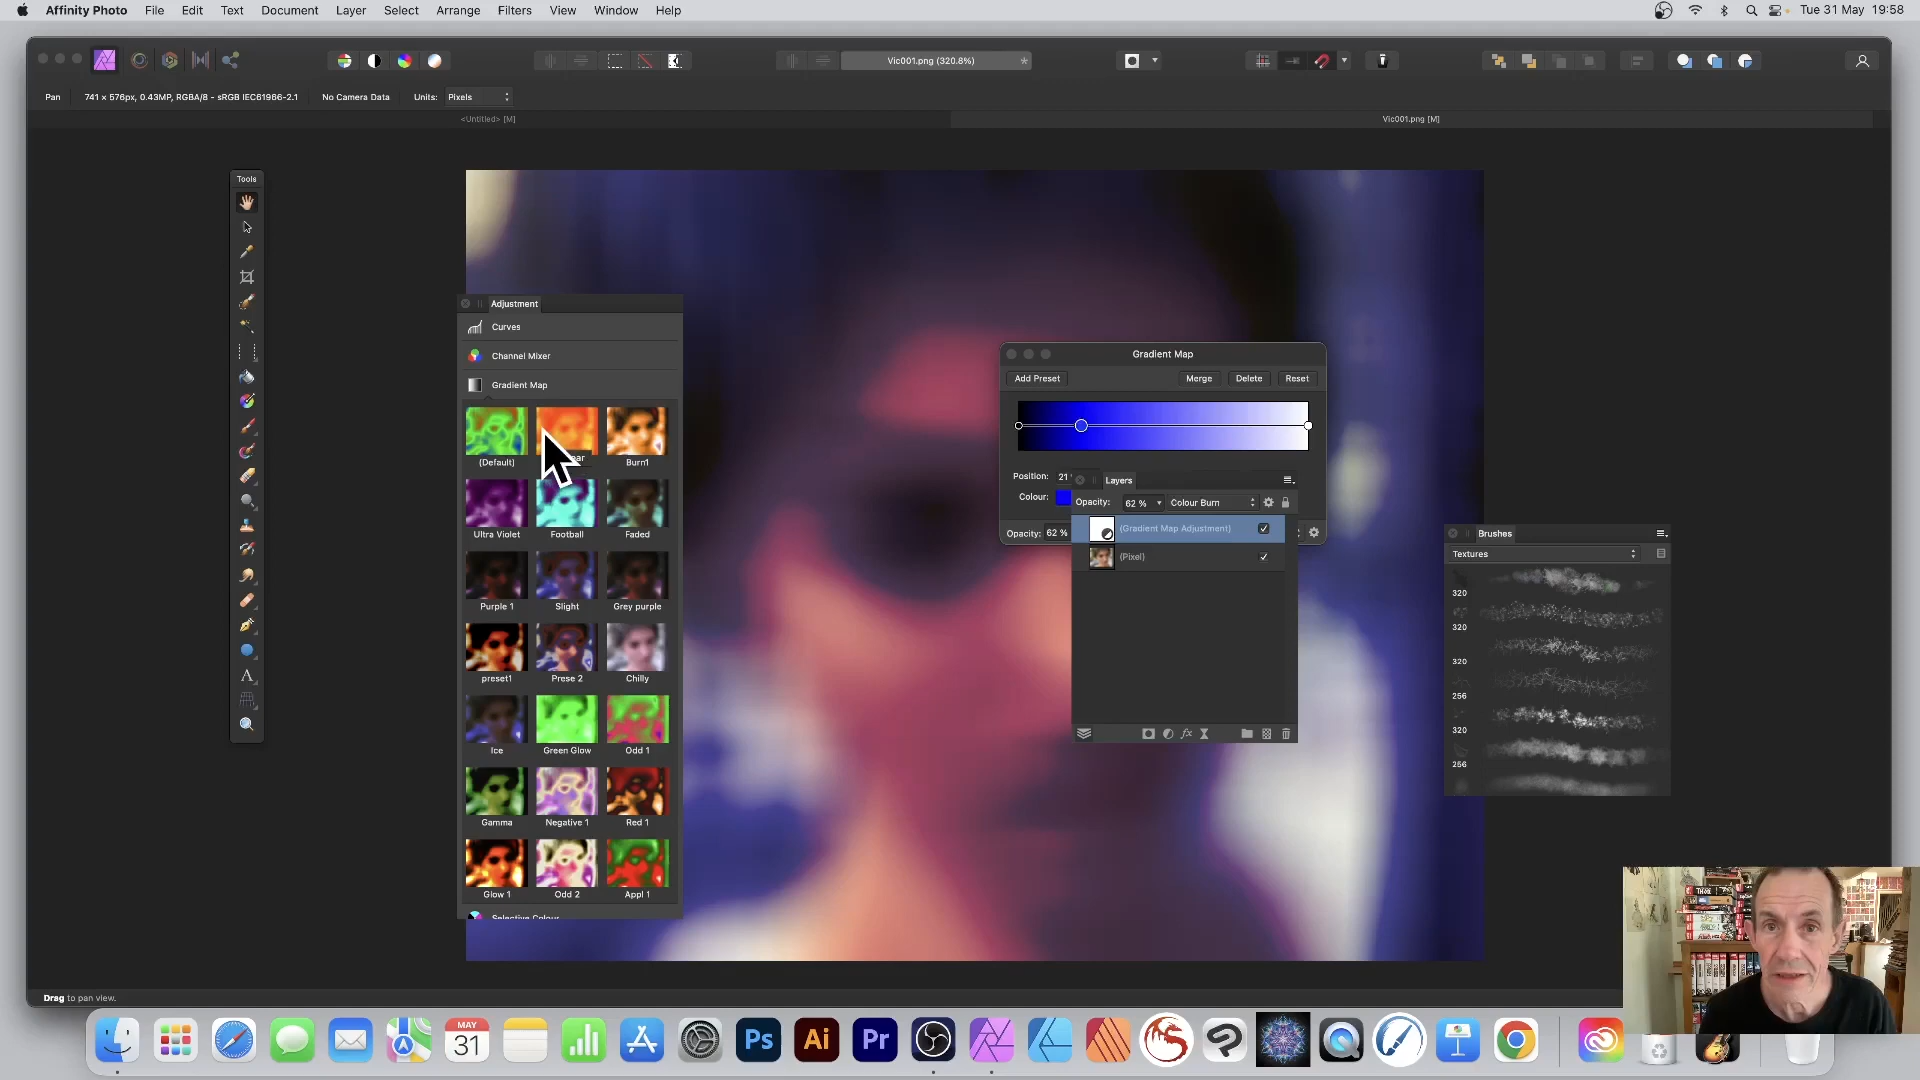 Affinity Photo File Edit Text Document Layer Select Arrange Filters View Window Help Tue 31 May 19:58
Vic001.png (320.8%) *
Pan 741 × 576px, 0.43MP, RGBA/8 - sRGB IEC61966-2.1 No Camera Data Units: Pixels
<Untitled> [M] Vic001.png [M]
Tools
Adjustment
Curves
Channel Mixer
Gradient Map
(Default) Burn1
Ultra Violet Football Faded
Purple 1 Slight Grey purple
preset1 Prese 2 Chilly
Ice Green Glow Odd 1
Gamma Negative 1 Red 1
Glow 1 Odd 2 Appl 1
Selective Colour
Gradient Map
Add Preset Merge Delete Reset
Position: 21
Colour:
Opacity: 62 %
Layers
Opacity: 62 % Colour Burn
(Gradient Map Adjustment)
(Pixel)
fx
Brushes
Textures
320
320
320
256
320
256
Drag to pan view.
MAY
31
Ps Ai Pr